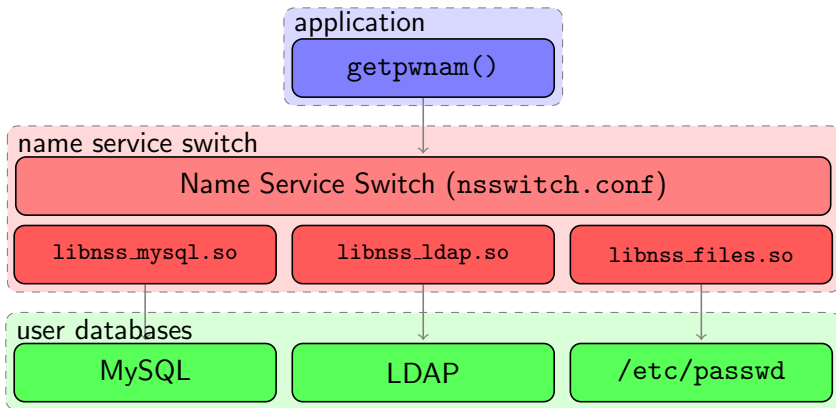 application
getpwnam()
name service switch
Name Service Switch (nsswitch.conf)
libnss_mysql.so
libnss_ldap.so
libnss_files.so
user databases
MySQL
LDAP
/etc/passwd